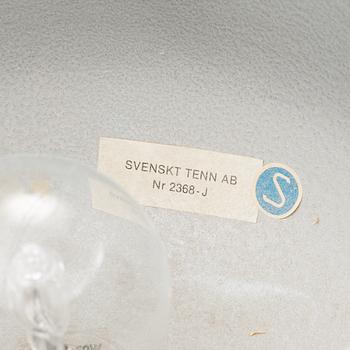 SVENSKT TENN AB
Nr 2368-J
S